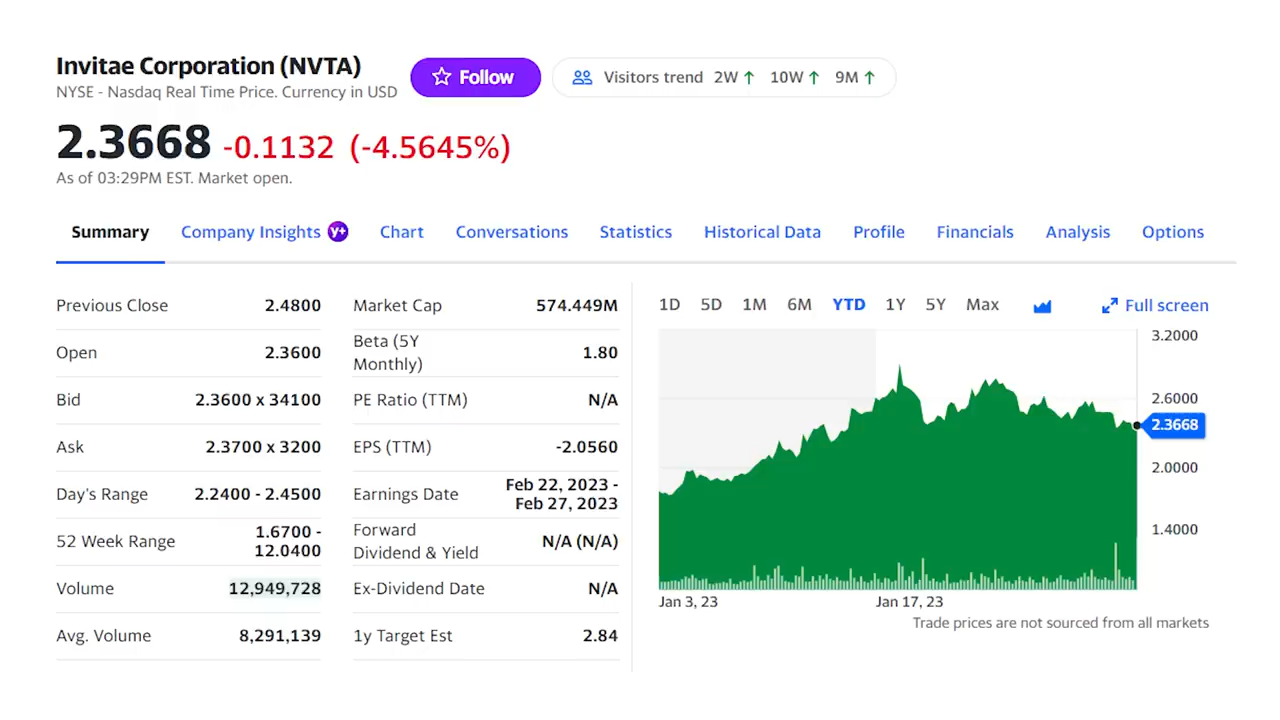 Invitae Corporation (NVTA)
Follow
Visitors trend 2W ↑ 10W ↑ 9M ↑
NYSE - Nasdaq Real Time Price. Currency in USD
2.3668 -0.1132 (-4.5645%)
As of 03:29PM EST. Market open.
Summary Company Insights Y+ Chart Conversations Statistics Historical Data Profile Financials Analysis Options
Previous Close 2.4800
Open 2.3600
Bid 2.3600 x 34100
Ask 2.3700 x 3200
Day's Range 2.2400 - 2.4500
52 Week Range 1.6700 -
12.0400
Volume 12,949,728
Avg. Volume 8,291,139
Market Cap 574.449M
Beta (5Y
Monthly) 1.80
PE Ratio (TTM) N/A
EPS (TTM) -2.0560
Earnings Date Feb 22, 2023 -
Feb 27, 2023
Forward
Dividend & Yield N/A (N/A)
Ex-Dividend Date N/A
1y Target Est 2.84
1D 5D 1M 6M YTD 1Y 5Y Max Full screen
3.2000
2.6000
2.3668
2.0000
1.4000
Jan 3, 23 Jan 17, 23
Trade prices are not sourced from all markets